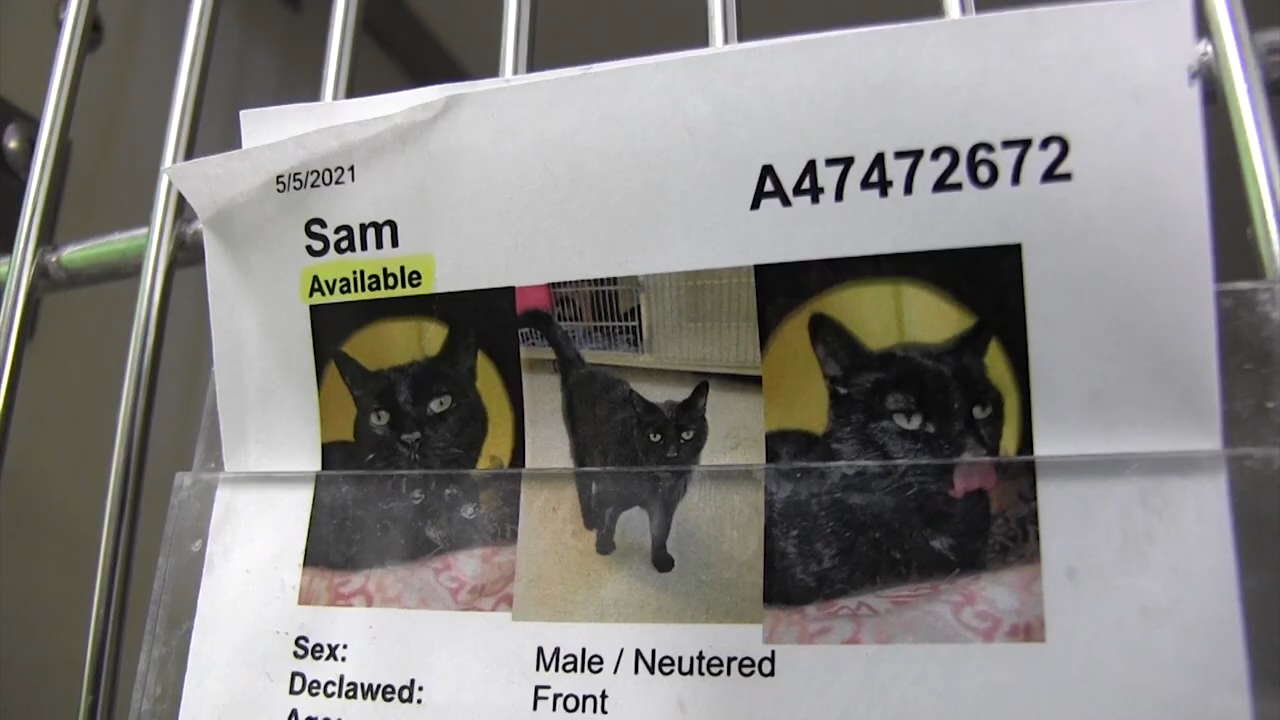 5/5/2021
A47472672
Sam
Available
Sex: Male / Neutered
Declawed: Front